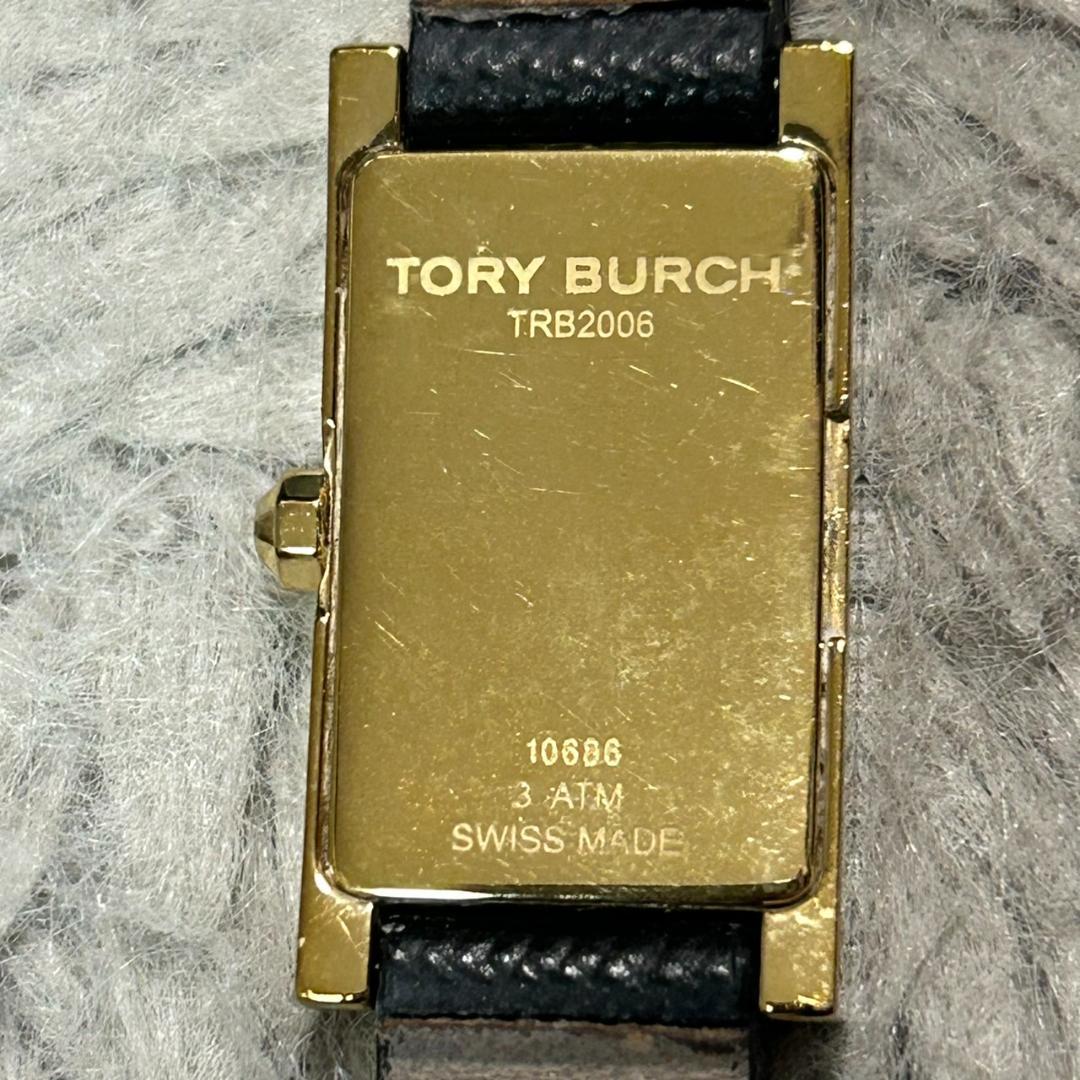 TORY BURCH
TRB2006
10686
3 ATM
SWISS MADE